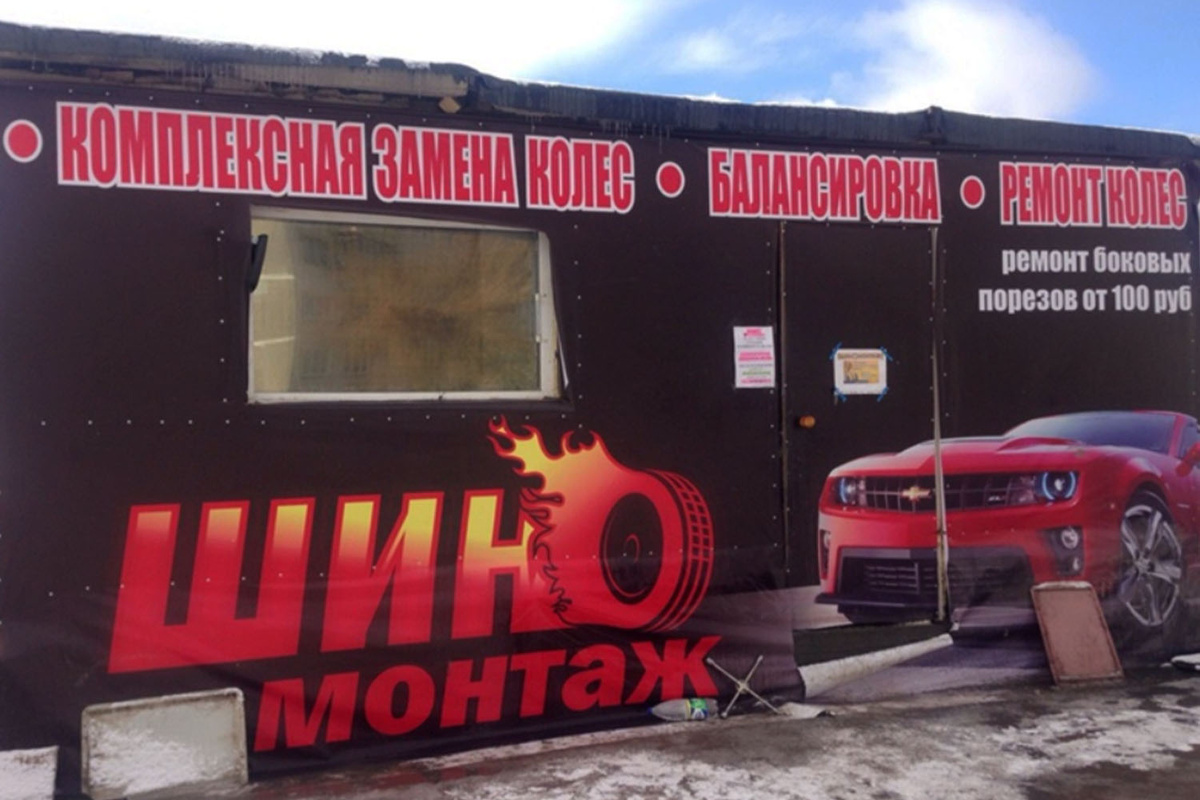 • КОМПЛЕКСНАЯ ЗАМЕНА КОЛЕС • БАЛАНСИРОВКА • РЕМОНТ КОЛЕС
ремонт боковых
порезов от 100 руб
ШИНО
монтаж